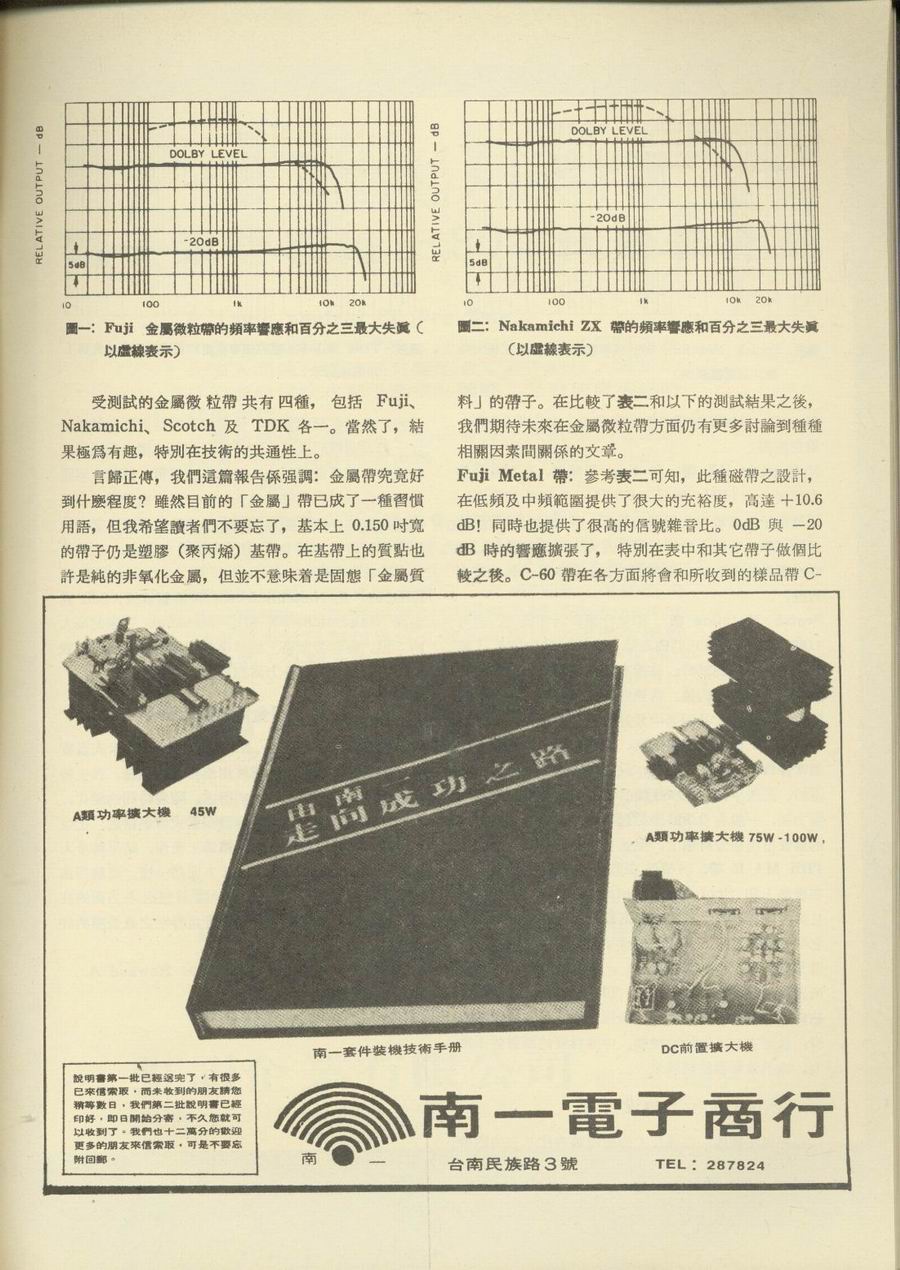 RELATIVE OUTPUT — dB
DOLBY LEVEL
-20dB
5dB
10 100 1k 10k 20k
圖一：Fuji 金屬微粒帶的頻率響應和百分之三最大失眞（
以虛線表示）
RELATIVE OUTPUT — dB
DOLBY LEVEL
-20dB
5dB
10 100 1k 10k 20k
圖二：Nakamichi ZX 帶的頻率響應和百分之三最大失眞
（以虛線表示）
受測試的金屬微粒帶共有四種，包括 Fuji、
Nakamichi、Scotch 及 TDK 各一。當然了，結
果極爲有趣，特別在技術的共通性上。
言歸正傳，我們這篇報告係强調：金屬帶究竟好
到什麽程度？雖然目前的「金屬」帶已成了一種習慣
用語，但我希望讀者們不要忘了，基本上 0.150 吋寬
的帶子仍是塑膠（聚丙烯）基帶。在基帶上的質點也
許是純的非氧化金屬，但並不意味着是固態「金屬質
料」的帶子。在比較了表二和以下的測試結果之後，
我們期待未來在金屬微粒帶方面仍有更多討論到種種
相關因素間關係的文章。
Fuji Metal 帶：參考表二可知，此種磁帶之設計，
在低頻及中頻範圍提供了很大的充裕度，高達 +10.6
dB！同時也提供了很高的信號雜音比。0dB 與 －20
dB 時的響應擴張了，特別在表中和其它帶子做個比
較之後。C-60 帶在各方面將會和所收到的樣品帶 C-
A類功率擴大機 45W
由南一
走向成功之路
A類功率擴大機 75W -100W，
南一套件裝機技術手册
DC前置擴大機
說明書第一批已經送完了，有很多
已來信索取，而未收到的朋友請您
稍等數日，我們第二批說明書已經
印好，即日開始分寄，不久您就可
以收到了。我們也十二萬分的歡迎
更多的朋友來信索取，可是不要忘
附回郵。
南 一
南一電子商行
台南民族路3號 TEL：287824